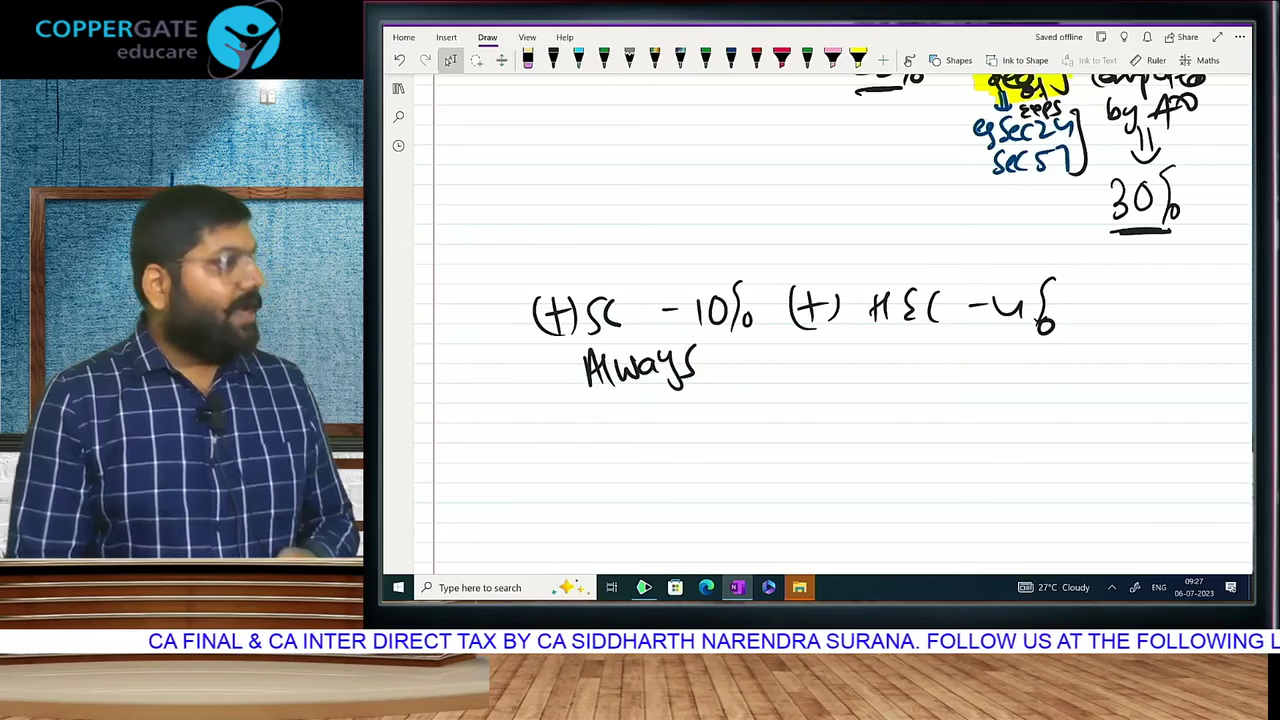 COPPERGATE
educare
Home Insert Draw View Help
Saved offline
Share
Shapes
Ink to Shape
Ink to Text
Ruler
Maths
by
eg Sec 24
Sec 57
30%
(+) SC - 10% (+) HEC - 4%
Always
Type here to search
27°C Cloudy
ENG
09:27
06-07-2023
CA FINAL & CA INTER DIRECT TAX BY CA SIDDHARTH NARENDRA SURANA. FOLLOW US AT THE FOLLOWING L